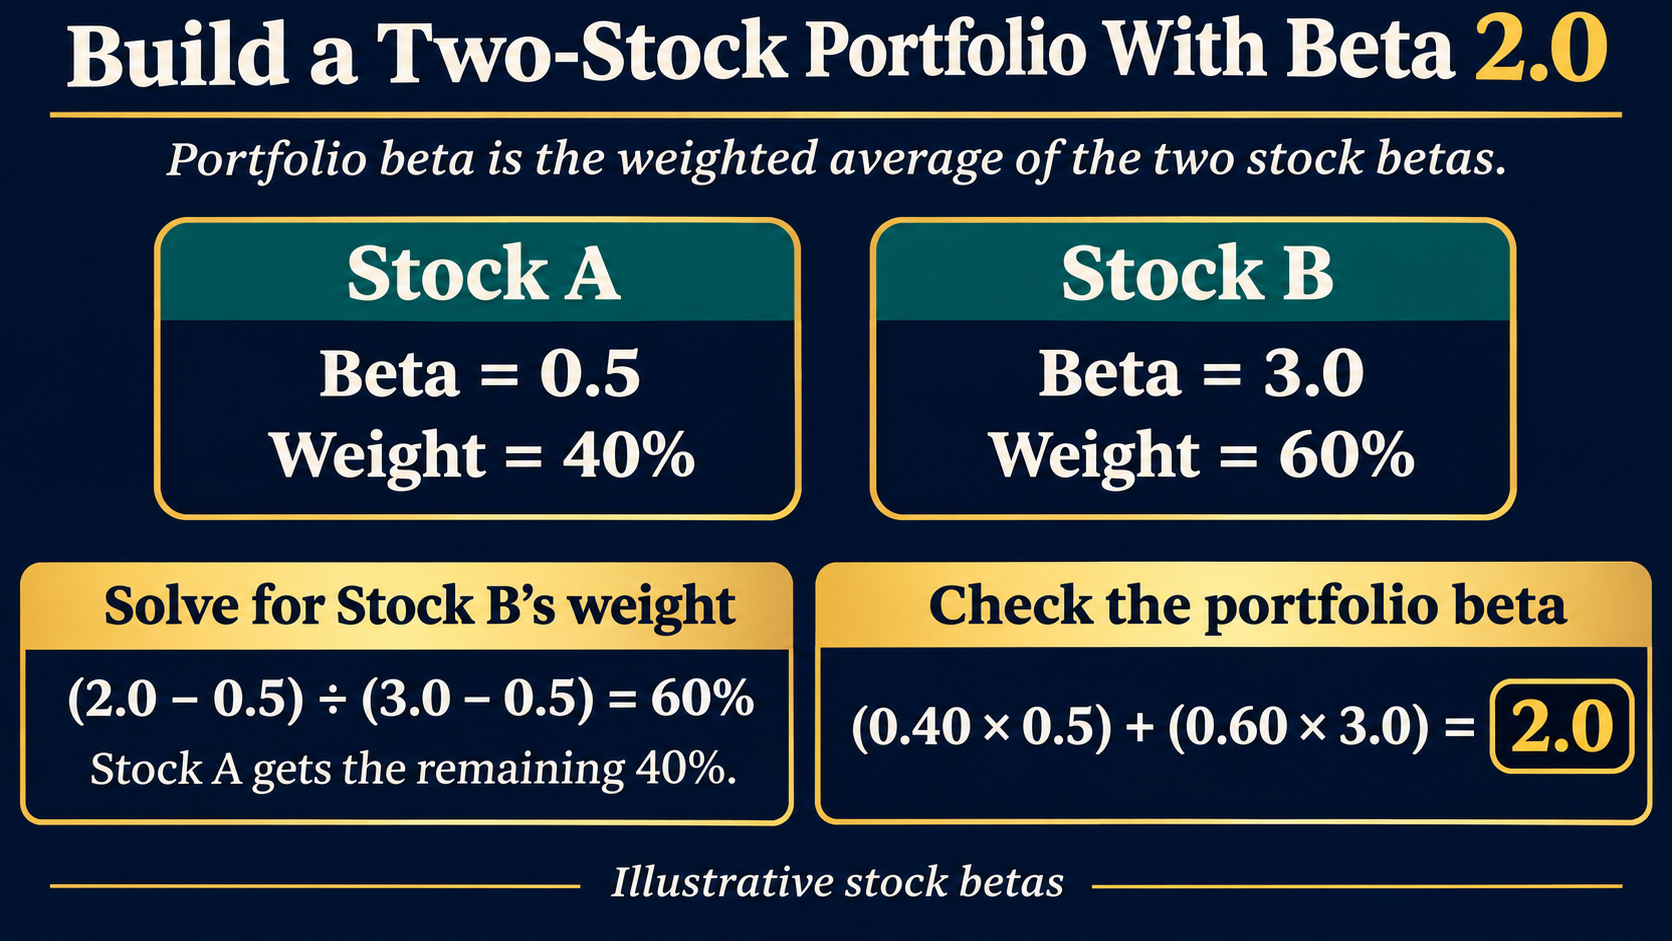 Build a Two-Stock Portfolio With Beta 2.0
Portfolio beta is the weighted average of the two stock betas.
Stock A
Beta = 0.5
Weight = 40%
Stock B
Beta = 3.0
Weight = 60%
Solve for Stock B’s weight
(2.0 – 0.5) ÷ (3.0 – 0.5) = 60%
Stock A gets the remaining 40%.
Check the portfolio beta
(0.40 × 0.5) + (0.60 × 3.0) = 2.0
Illustrative stock betas